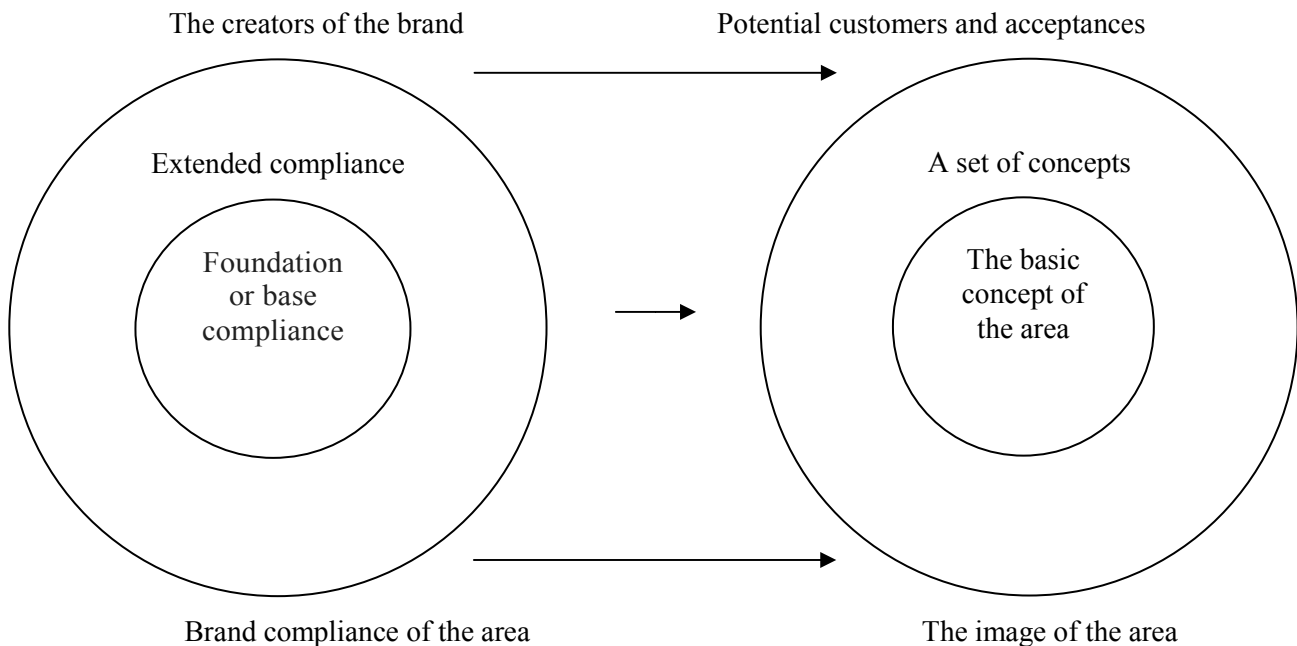 The creators of the brand
Potential customers and acceptances
Extended compliance
A set of concepts
Foundation
or base
compliance
The basic
concept of
the area
Brand compliance of the area
The image of the area